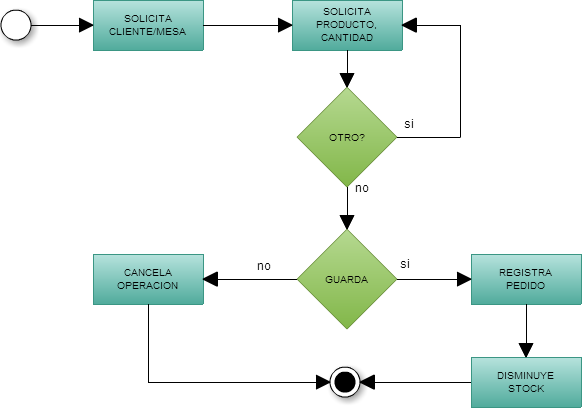 SOLICITA
CLIENTE/MESA
SOLICITA
PRODUCTO,
CANTIDAD
OTRO?
si
no
GUARDA
no
si
CANCELA
OPERACION
REGISTRA
PEDIDO
DISMINUYE
STOCK